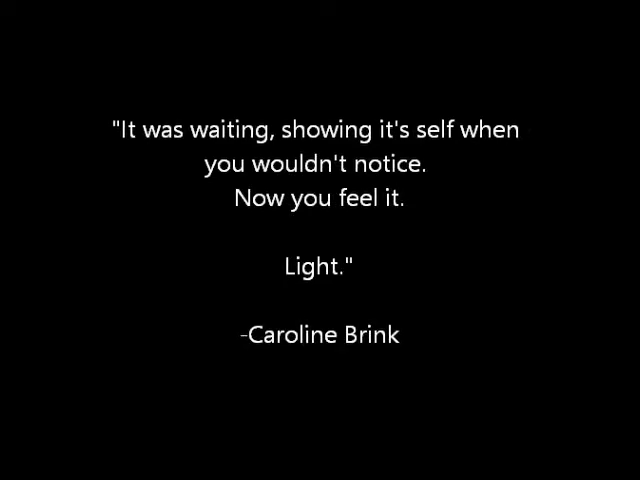 "It was waiting, showing it's self when
you wouldn't notice.
Now you feel it.
Light."
-Caroline Brink